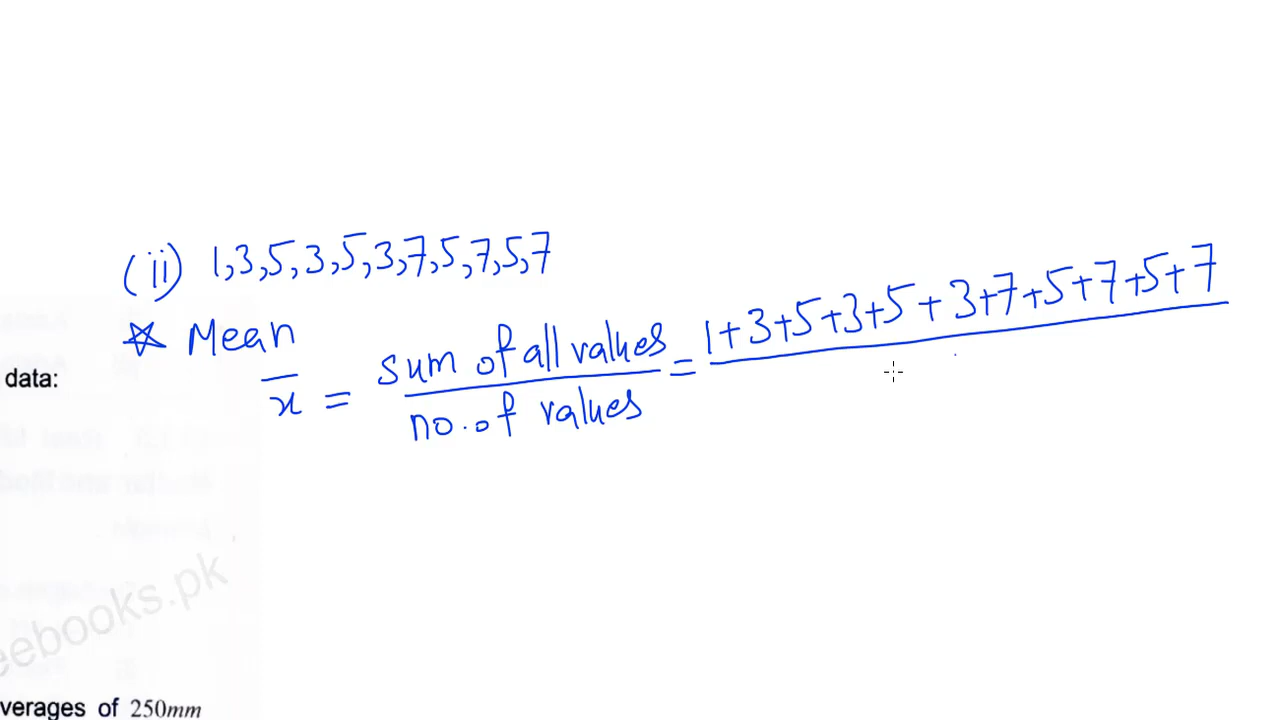 (ii) 1,3,5,3,5,3,7,5,7,5,7
☆ Mean
x̄ = sum of all values / no. of values = 1+3+5+3+5+3+7+5+7+5+7
data:
eebooks.pk
verages of 250mm